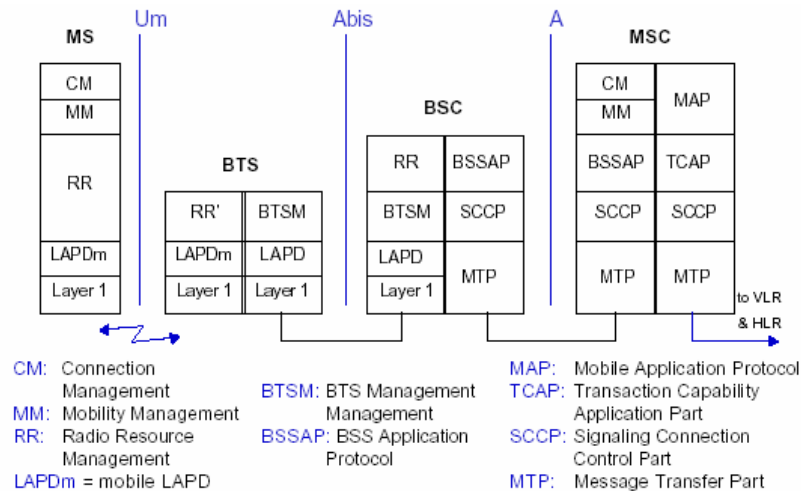 Um
Abis
A
MS
MSC
BSC
BTS
CM
MM
RR
LAPDm
Layer 1
RR'
BTSM
LAPDm
LAPD
Layer 1
Layer 1
RR
BSSAP
BTSM
SCCP
LAPD
MTP
Layer 1
CM
MAP
MM
BSSAP
TCAP
SCCP
SCCP
MTP
MTP
to VLR
& HLR
CM: Connection
Management
MM: Mobility Management
RR: Radio Resource
Management
LAPDm = mobile LAPD
BTSM: BTS Management
Management
BSSAP: BSS Application
Protocol
MAP: Mobile Application Protocol
TCAP: Transaction Capability
Application Part
SCCP: Signaling Connection
Control Part
MTP: Message Transfer Part